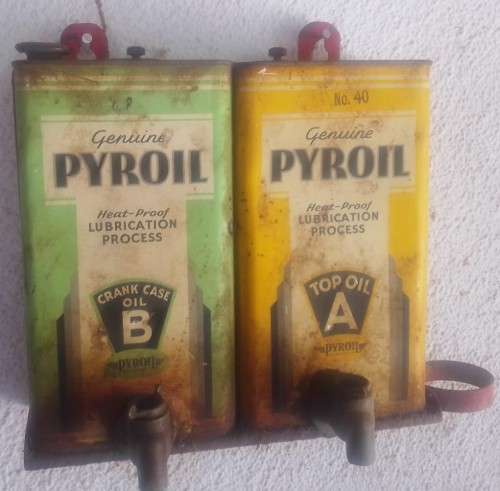 Genuine
PYROIL
Heat-Proof
LUBRICATION
PROCESS
CRANK CASE
OIL
B
PYROIL
No. 40
Genuine
PYROIL
Heat-Proof
LUBRICATION
PROCESS
TOP OIL
A
PYROIL